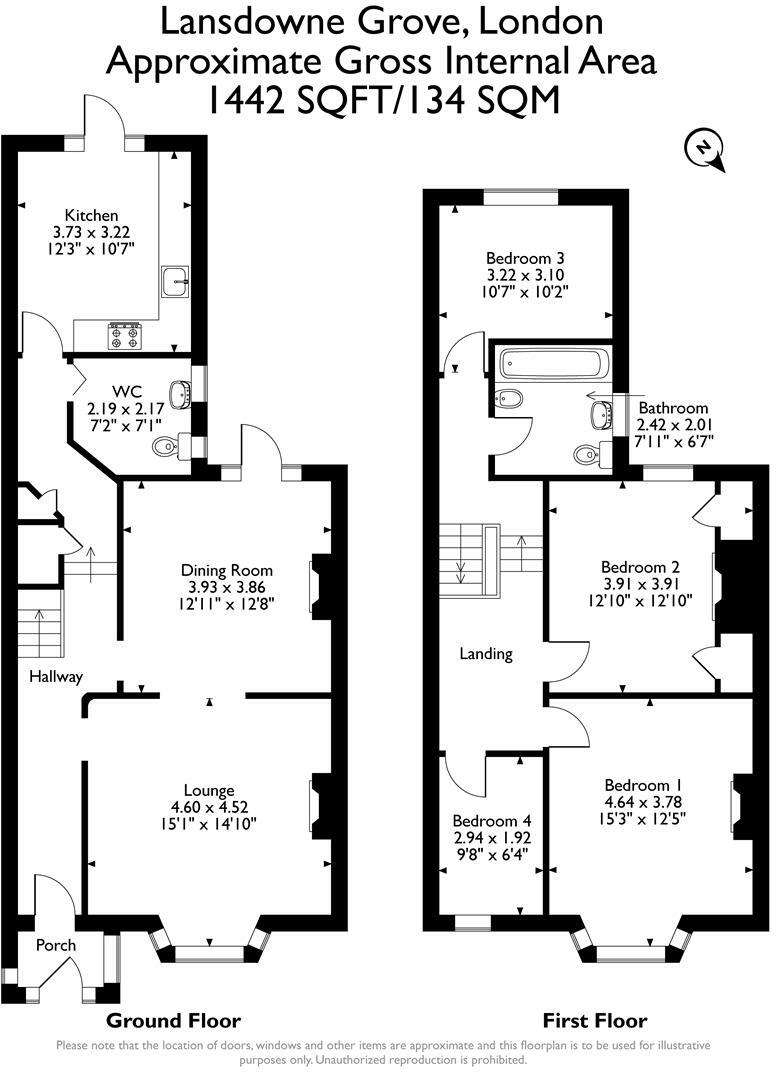 Lansdowne Grove, London
Approximate Gross Internal Area
1442 SQFT/134 SQM
N
Kitchen
3.73 x 3.22
12'3" x 10'7"
WC
2.19 x 2.17
7'2" x 7'1"
Dining Room
3.93 x 3.86
12'11" x 12'8"
Hallway
Lounge
4.60 x 4.52
15'1" x 14'10"
Porch
Ground Floor
Bedroom 3
3.22 x 3.10
10'7" x 10'2"
Bathroom
2.42 x 2.01
7'11" x 6'7"
Bedroom 2
3.91 x 3.91
12'10" x 12'10"
Landing
Bedroom 1
4.64 x 3.78
15'3" x 12'5"
Bedroom 4
2.94 x 1.92
9'8" x 6'4"
First Floor
Please note that the location of doors, windows and other items are approximate and this floorplan is to be used for illustrative
purposes only. Unauthorized reproduction is prohibited.